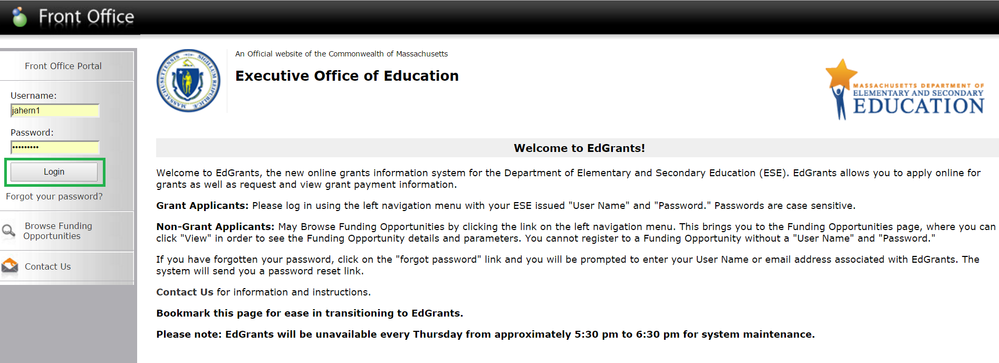 Front Office
Front Office Portal
Username:
jahern1
Password:
•••••••••
Login
Forgot your password?
Browse Funding
Opportunities
Contact Us
An Official website of the Commonwealth of Massachusetts
Executive Office of Education
SIGILLUM REIPUBLICÆ MASSACHUSETTENSIS
MASSACHUSETTS DEPARTMENT OF
ELEMENTARY AND SECONDARY
EDUCATION
Welcome to EdGrants!
Welcome to EdGrants, the new online grants information system for the Department of Elementary and Secondary Education (ESE). EdGrants allows you to apply online for
grants as well as request and view grant payment information.
Grant Applicants: Please log in using the left navigation menu with your ESE issued "User Name" and "Password." Passwords are case sensitive.
Non-Grant Applicants: May Browse Funding Opportunities by clicking the link on the left navigation menu. This brings you to the Funding Opportunities page, where you can
click "View" in order to see the Funding Opportunity details and parameters. You cannot register to a Funding Opportunity without a "User Name" and "Password."
If you have forgotten your password, click on the "forgot password" link and you will be prompted to enter your User Name or email address associated with EdGrants. The
system will send you a password reset link.
Contact Us for information and instructions.
Bookmark this page for ease in transitioning to EdGrants.
Please note: EdGrants will be unavailable every Thursday from approximately 5:30 pm to 6:30 pm for system maintenance.